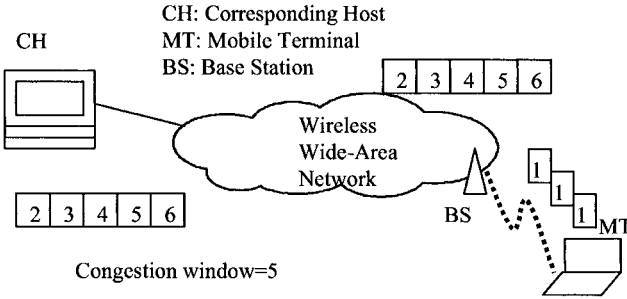 CH: Corresponding Host
MT: Mobile Terminal
BS: Base Station
CH
2 3 4 5 6
Wireless
Wide-Area
Network
1
1
1
BS
MT
2 3 4 5 6
Congestion window=5